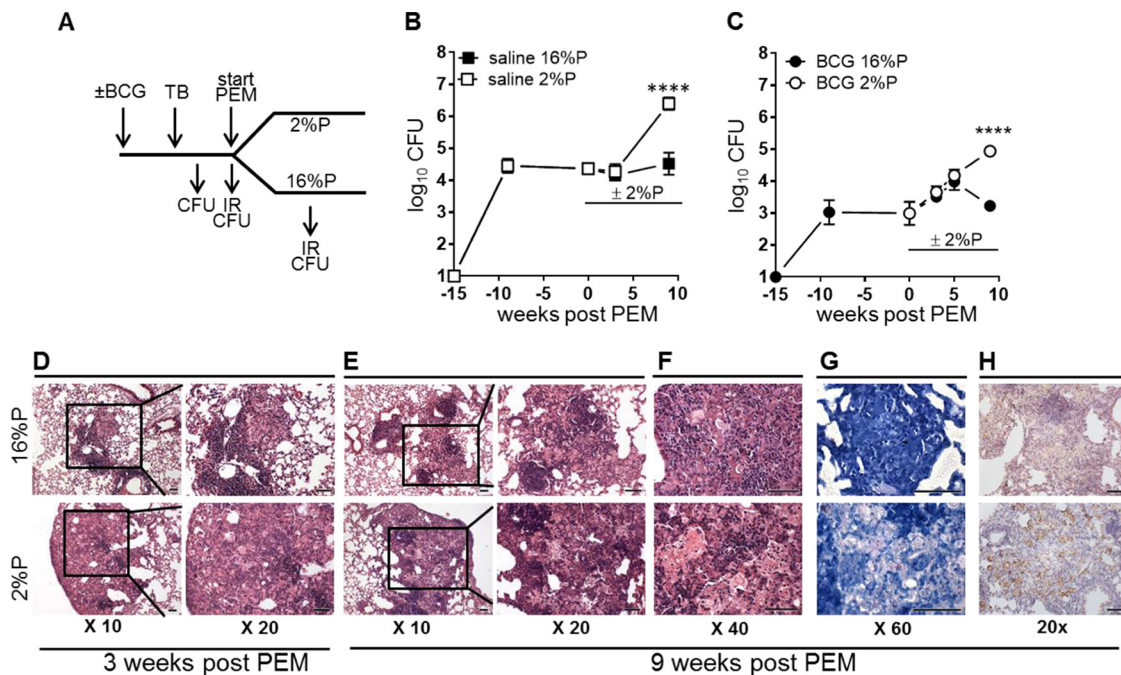 A
±BCG
TB
start
PEM
2%P
16%P
CFU
IR
CFU
IR
CFU
B
saline 16%P
saline 2%P
****
log10 CFU
8
7
6
5
4
3
2
1
± 2%P
-15 -10 -5 0 5 10
weeks post PEM
C
BCG 16%P
BCG 2%P
****
log10 CFU
8
7
6
5
4
3
2
1
± 2%P
-15 -10 -5 0 5 10
weeks post PEM
D E F G H
16%P
2%P
X 10 X 20 X 10 X 20 X 40 X 60 20x
3 weeks post PEM 9 weeks post PEM